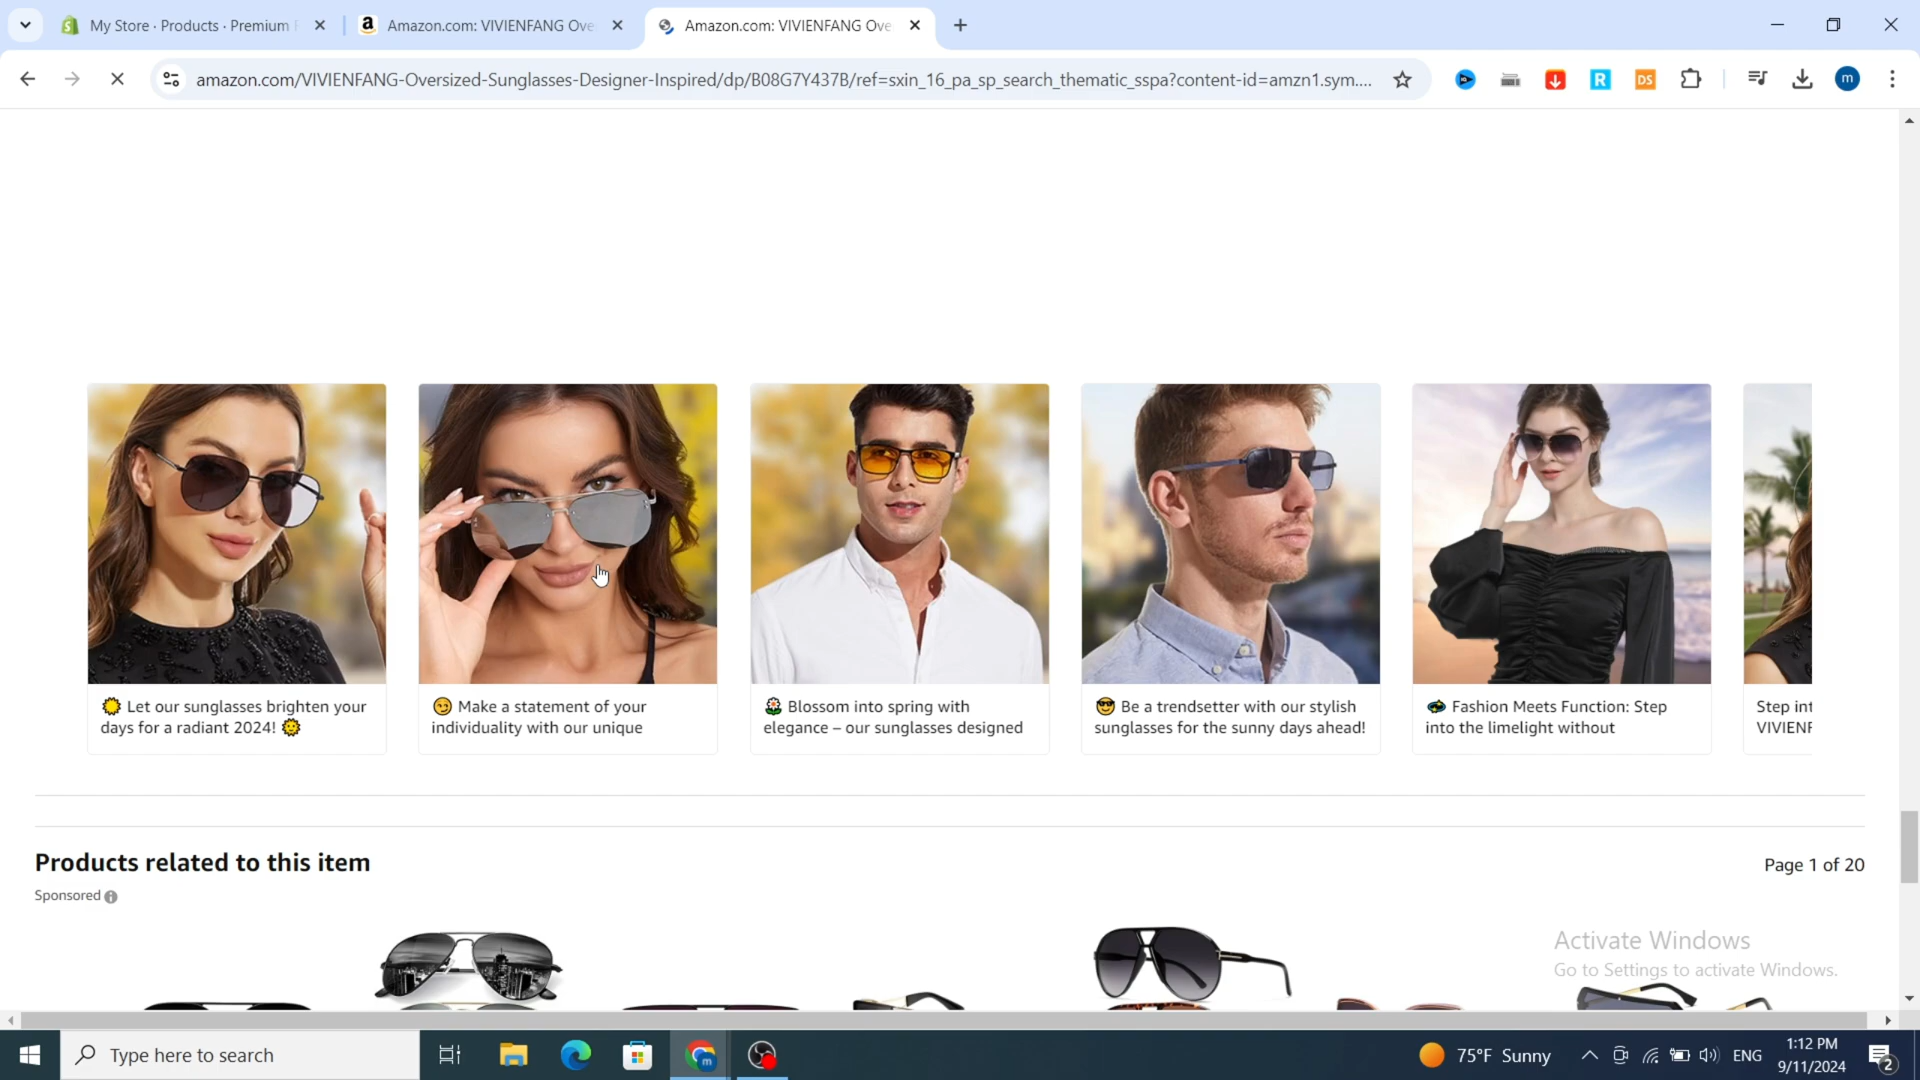 My Store · Products · Premium
Amazon.com: VIVIENFANG Ove
Amazon.com: VIVIENFANG Ove
amazon.com/VIVIENFANG-Oversized-Sunglasses-Designer-Inspired/dp/B08G7Y437B/ref=sxin_16_pa_sp_search_thematic_sspa?content-id=amzn1.sym....
R
DS
m
🌞 Let our sunglasses brighten your
days for a radiant 2024! 🌞
😏 Make a statement of your
individuality with our unique
🌸 Blossom into spring with
elegance – our sunglasses designed
😎 Be a trendsetter with our stylish
sunglasses for the sunny days ahead!
Fashion Meets Function: Step
into the limelight without
Step int
VIVIENF
Products related to this item
Page 1 of 20
Sponsored
Activate Windows
Go to Settings to activate Windows.
Type here to search
75°F Sunny
ENG
1:12 PM
9/11/2024
2